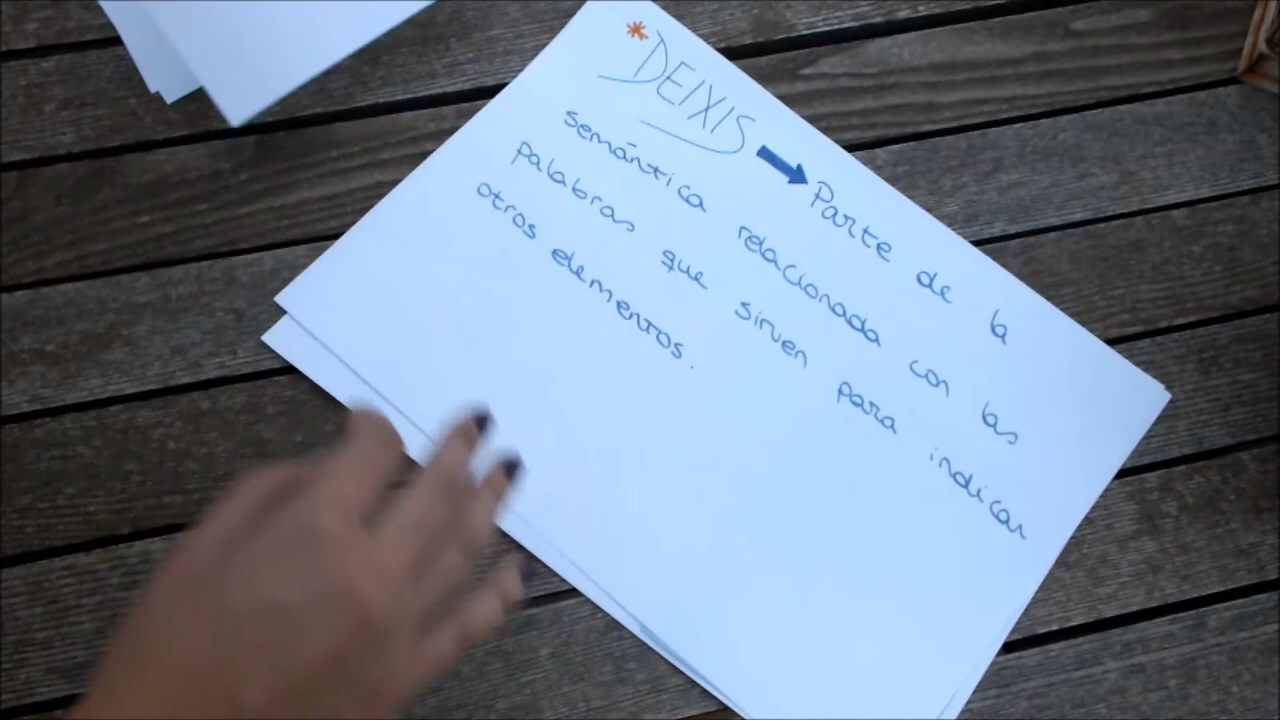 * DEIXIS → Parte de la
semántica relacionada con las
palabras que sirven para indicar
otros elementos.